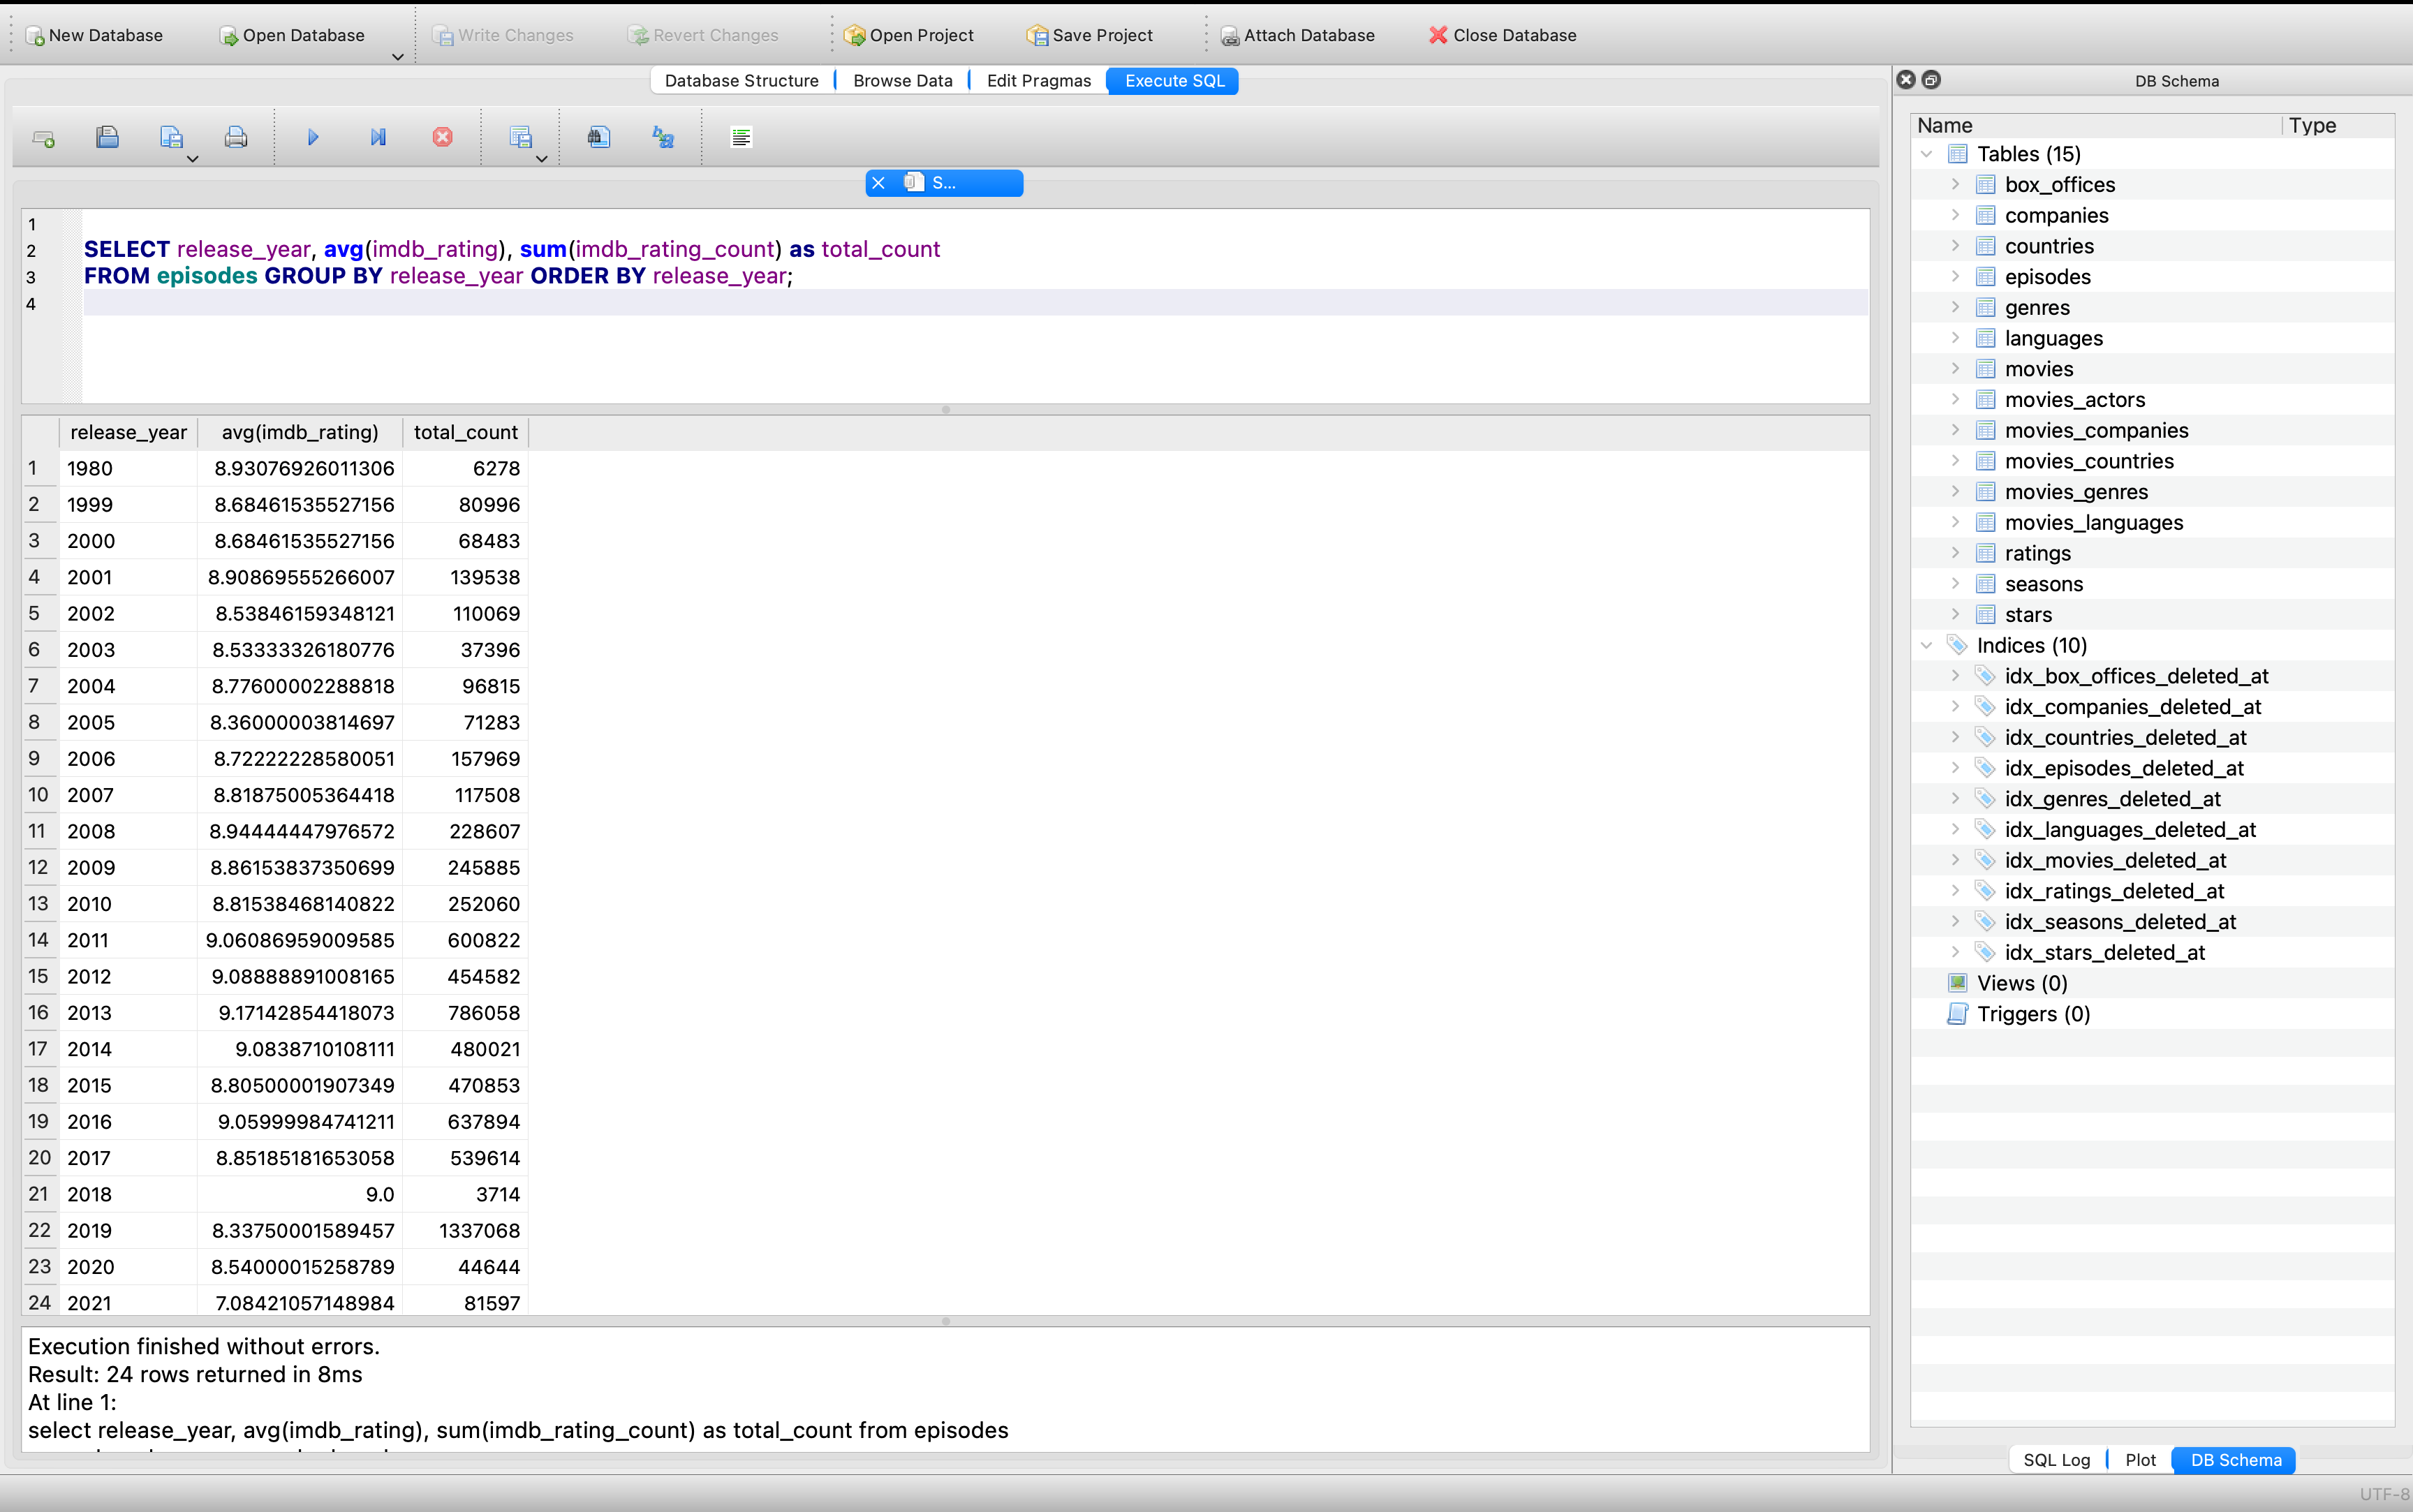 New Database Open Database Write Changes Revert Changes Open Project Save Project Attach Database Close Database
Database Structure Browse Data Edit Pragmas Execute SQL
S...
1
2 SELECT release_year, avg(imdb_rating), sum(imdb_rating_count) as total_count
3 FROM episodes GROUP BY release_year ORDER BY release_year;
4
release_year avg(imdb_rating) total_count
1 1980 8.93076926011306 6278
2 1999 8.68461535527156 80996
3 2000 8.68461535527156 68483
4 2001 8.90869555266007 139538
5 2002 8.53846159348121 110069
6 2003 8.53333326180776 37396
7 2004 8.77600002288818 96815
8 2005 8.36000003814697 71283
9 2006 8.72222228580051 157969
10 2007 8.81875005364418 117508
11 2008 8.94444447976572 228607
12 2009 8.86153837350699 245885
13 2010 8.81538468140822 252060
14 2011 9.06086959009585 600822
15 2012 9.08888891008165 454582
16 2013 9.17142854418073 786058
17 2014 9.0838710108111 480021
18 2015 8.80500001907349 470853
19 2016 9.05999984741211 637894
20 2017 8.85185181653058 539614
21 2018 9.0 3714
22 2019 8.33750001589457 1337068
23 2020 8.54000015258789 44644
24 2021 7.08421057148984 81597
Execution finished without errors.
Result: 24 rows returned in 8ms
At line 1:
select release_year, avg(imdb_rating), sum(imdb_rating_count) as total_count from episodes
DB Schema
Name Type
Tables (15)
box_offices
companies
countries
episodes
genres
languages
movies
movies_actors
movies_companies
movies_countries
movies_genres
movies_languages
ratings
seasons
stars
Indices (10)
idx_box_offices_deleted_at
idx_companies_deleted_at
idx_countries_deleted_at
idx_episodes_deleted_at
idx_genres_deleted_at
idx_languages_deleted_at
idx_movies_deleted_at
idx_ratings_deleted_at
idx_seasons_deleted_at
idx_stars_deleted_at
Views (0)
Triggers (0)
SQL Log Plot DB Schema
UTF-8